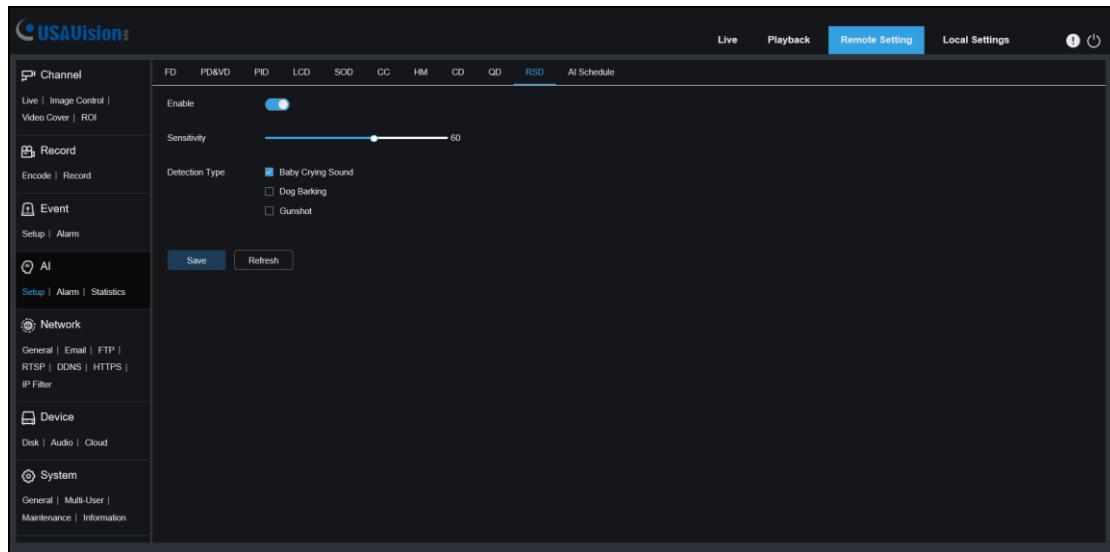 USAVision
Live Playback Remote Setting Local Settings
Channel
Live | Image Control |
Video Cover | ROI
Record
Encode | Record
Event
Setup | Alarm
AI
Setup | Alarm | Statistics
Network
General | Email | FTP |
RTSP | DDNS | HTTPS |
IP Filter
Device
Disk | Audio | Cloud
System
General | Multi-User |
Maintenance | Information
FD PD&VD PID LCD SOD CC HM CD QD RSD AI Schedule
Enable
Sensitivity 60
Detection Type Baby Crying Sound
Dog Barking
Gunshot
Save Refresh